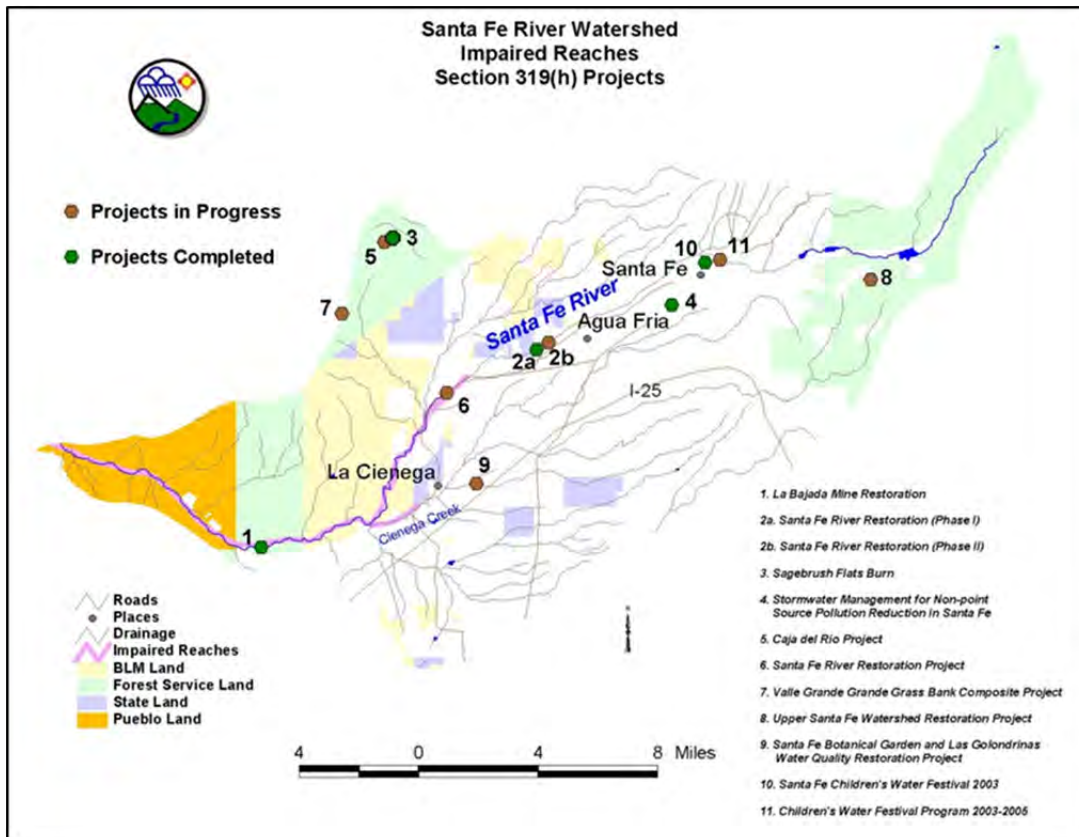 Santa Fe River Watershed
Impaired Reaches
Section 319(h) Projects
Projects in Progress
Projects Completed
5
3
7
10
11
Santa Fe
8
4
Santa Fe River
Agua Fria
2a
2b
I-25
6
La Cienega
9
Cienega Creek
1
Roads
Places
Drainage
Impaired Reaches
BLM Land
Forest Service Land
State Land
Pueblo Land
4 0 4 8 Miles
1. La Bajada Mine Restoration
2a. Santa Fe River Restoration (Phase I)
2b. Santa Fe River Restoration (Phase II)
3. Sagebrush Flats Burn
4. Stormwater Management for Non-point
Source Pollution Reduction in Santa Fe
5. Caja del Rio Project
6. Santa Fe River Restoration Project
7. Valle Grande Grande Grass Bank Composite Project
8. Upper Santa Fe Watershed Restoration Project
9. Santa Fe Botanical Garden and Las Golondrinas
Water Quality Restoration Project
10. Santa Fe Children's Water Festival 2003
11. Children's Water Festival Program 2003-2005